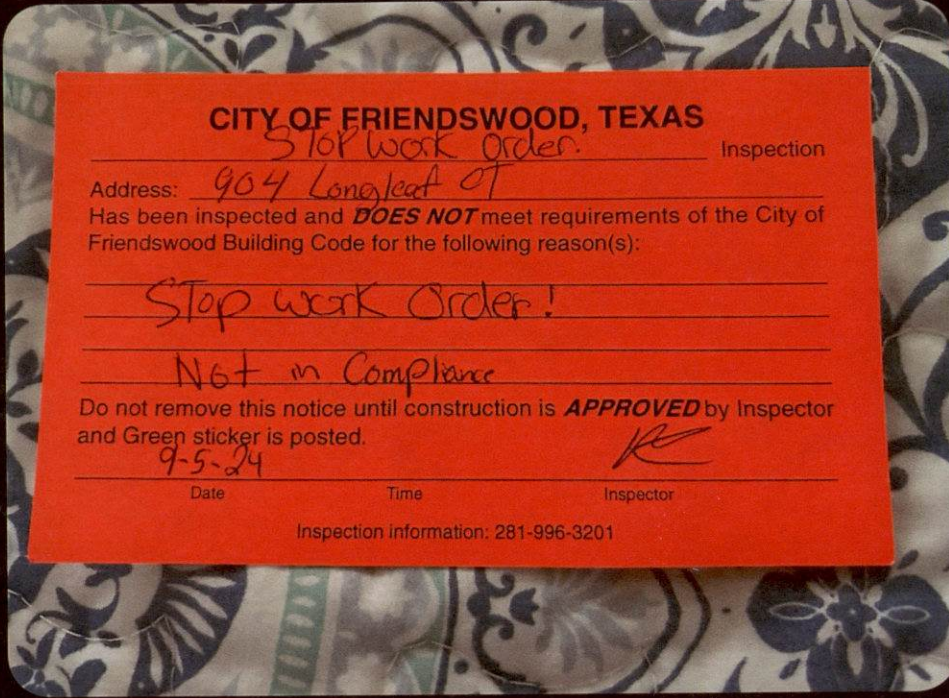 CITY OF FRIENDSWOOD, TEXAS
Stop work order. Inspection
Address: 904 Longleaf CT
Has been inspected and DOES NOT meet requirements of the City of
Friendswood Building Code for the following reason(s):
Stop work Order!
Not in Compliance
Do not remove this notice until construction is APPROVED by Inspector
and Green sticker is posted.
9-5-24
Date Time Inspector
Inspection information: 281-996-3201